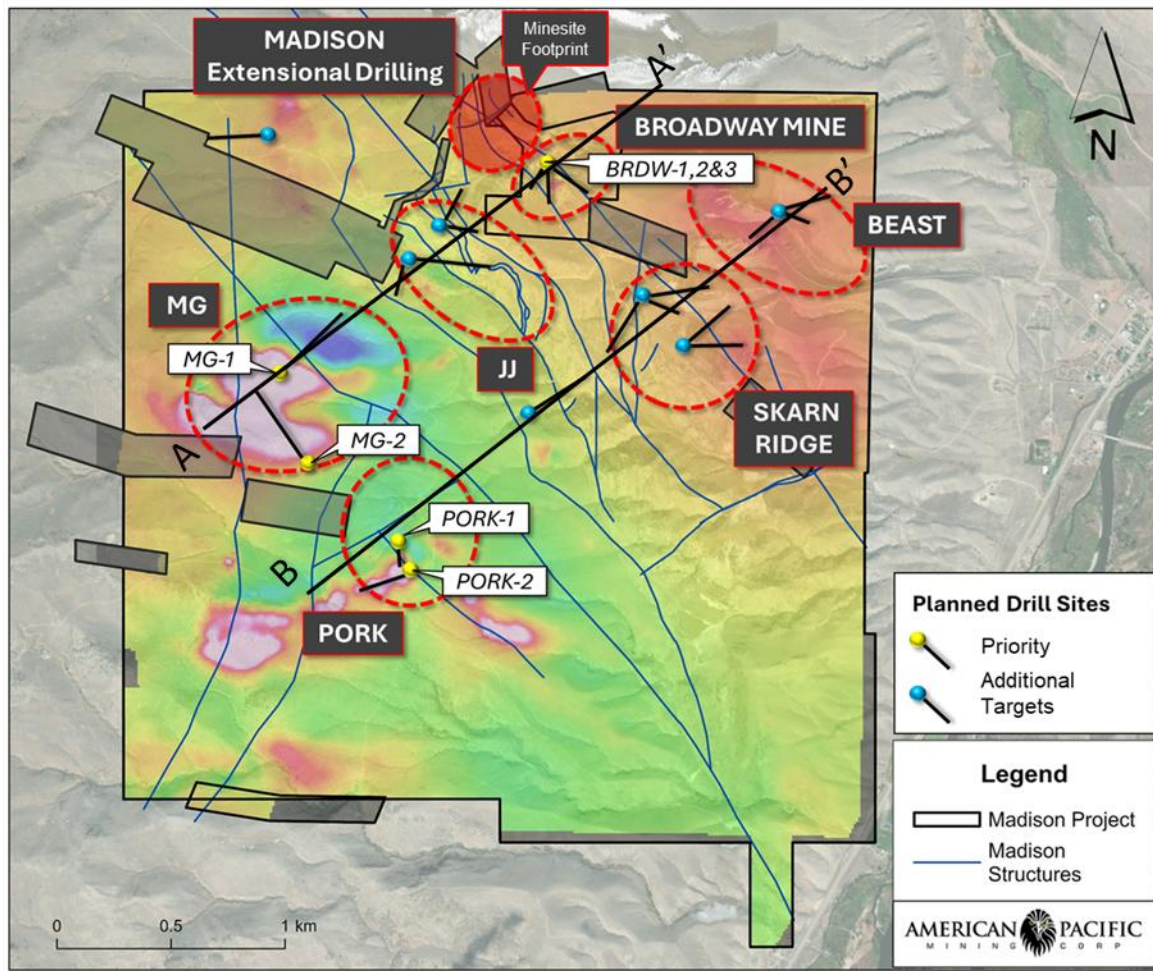 MADISON
Extensional Drilling
Minesite
Footprint
A'
N
BROADWAY MINE
BRDW-1,2&3
B'
BEAST
MG
MG-1
JJ
SKARN
RIDGE
A
MG-2
PORK-1
B
PORK-2
PORK
Planned Drill Sites
Priority
Additional
Targets
Legend
Madison Project
Madison
Structures
0 0.5 1 km
AMERICAN PACIFIC
MINING CORP